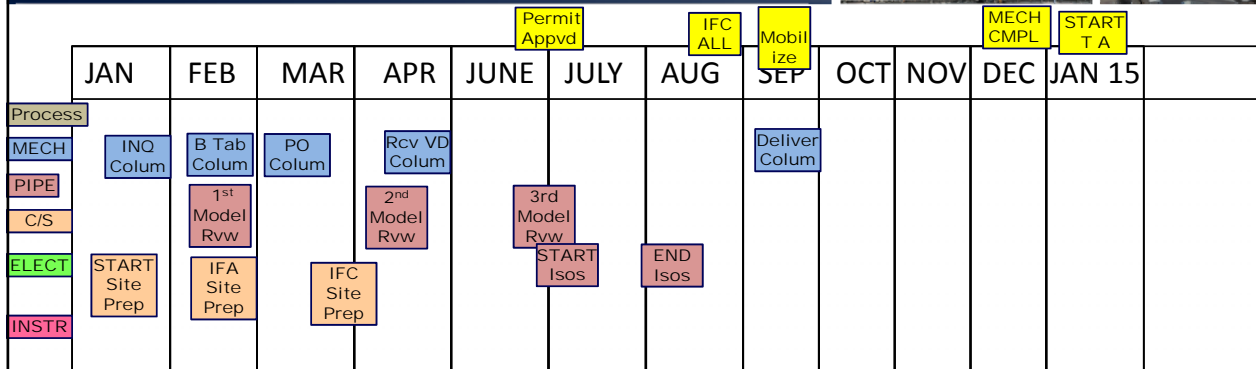 Permit
Appvd
IFC
ALL
Mobil
ize
MECH
CMPL
START
T A
JAN
FEB
MAR
APR
JUNE
JULY
AUG
SEP
OCT
NOV
DEC
JAN 15
Process
MECH
INQ
Colum
B Tab
Colum
PO
Colum
Rcv VD
Colum
Deliver
Colum
PIPE
1st
Model
Rvw
2nd
Model
Rvw
3rd
Model
Rvw
C/S
ELECT
START
Site
Prep
IFA
Site
Prep
IFC
Site
Prep
START
Isos
END
Isos
INSTR